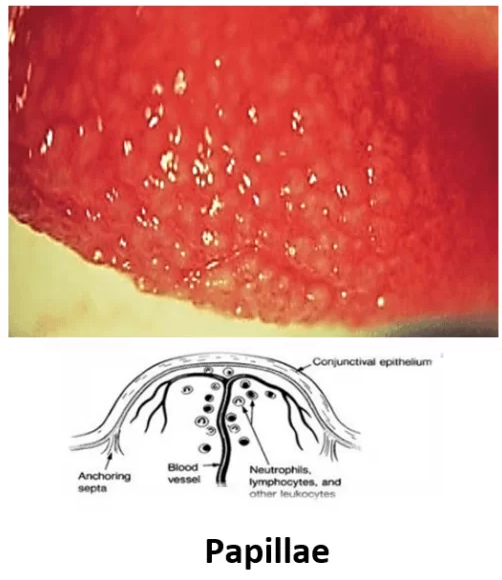 Conjunctival epithelium
Anchoring
septa
Blood
vessel
Neutrophils,
lymphocytes, and
other leukocytes
Papillae